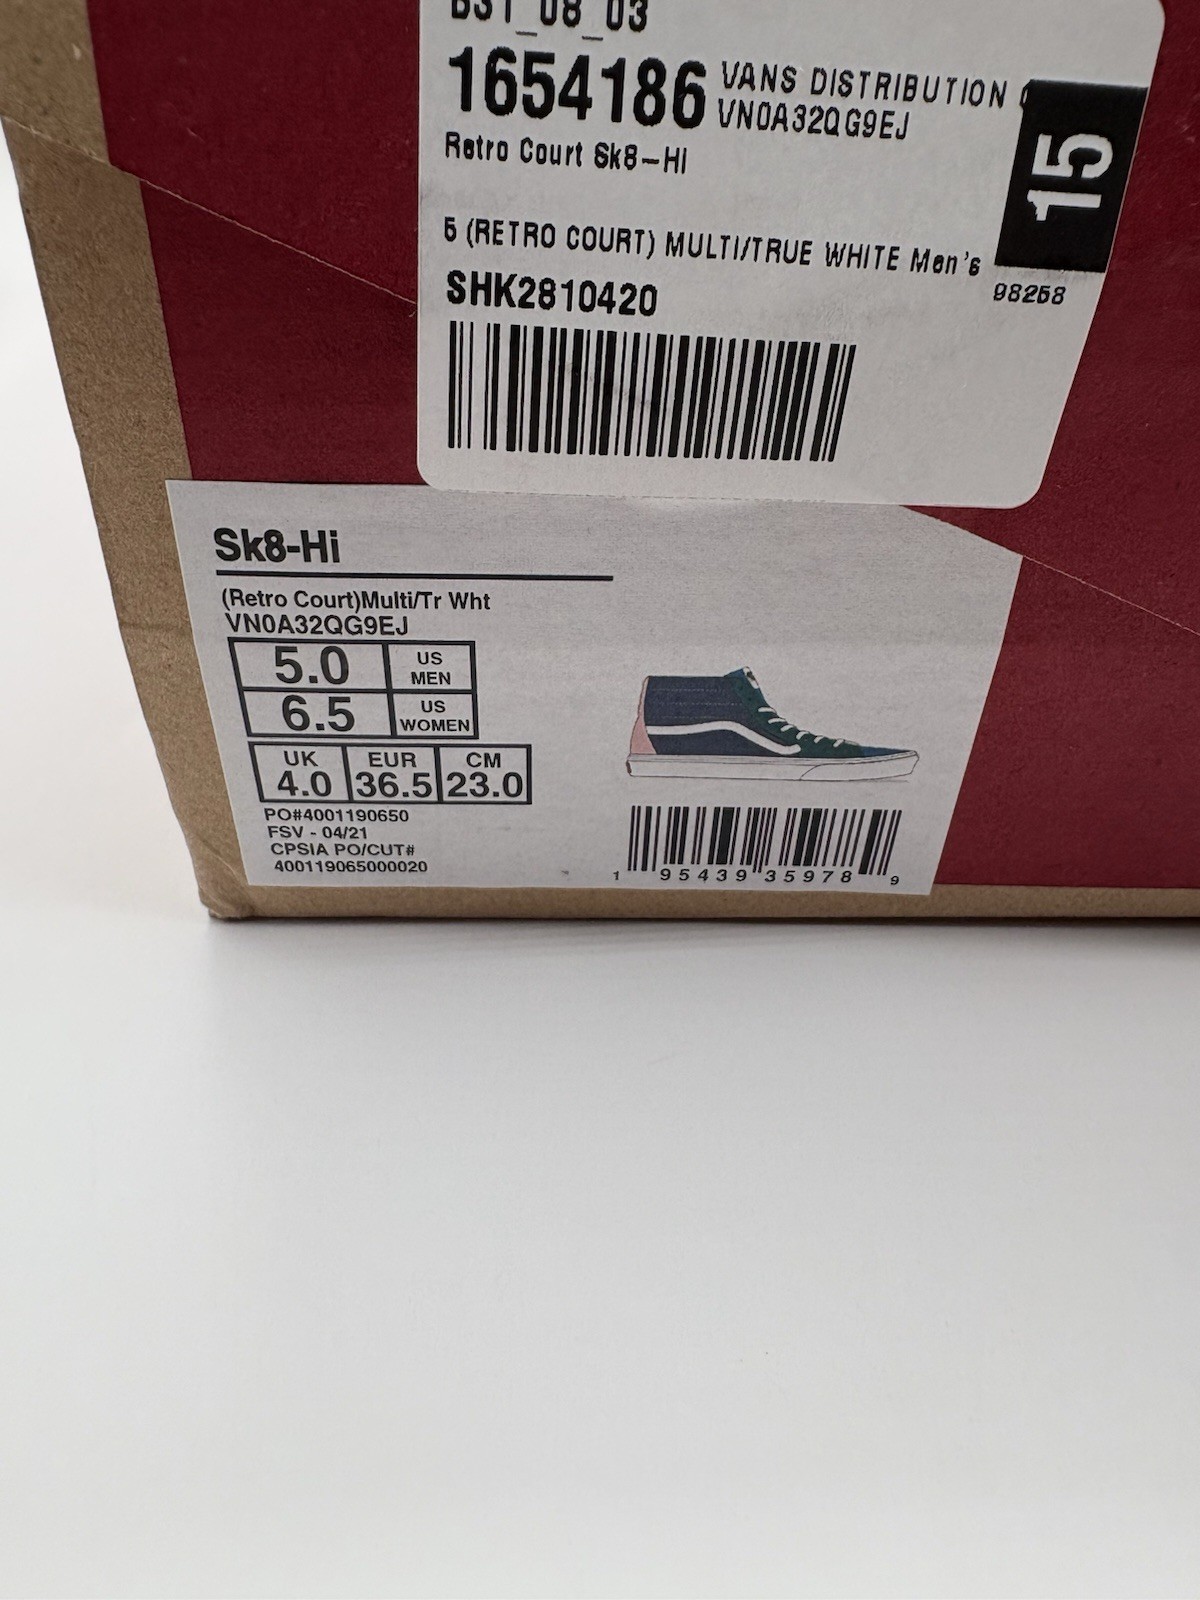 B31_08_03
1654186 VANS DISTRIBUTION
VN0A32QG9EJ
Retro Court Sk8-HI
15
5 (RETRO COURT) MULTI/TRUE WHITE Men's
SHK2810420
98268
Sk8-Hi
(Retro Court)Multi/Tr Wht
VN0A32QG9EJ
5.0 US MEN
6.5 US WOMEN
UK EUR CM
4.0 36.5 23.0
PO#4001190650
FSV - 04/21
CPSIA PO/CUT#
400119065000020
1 95439 35978 9